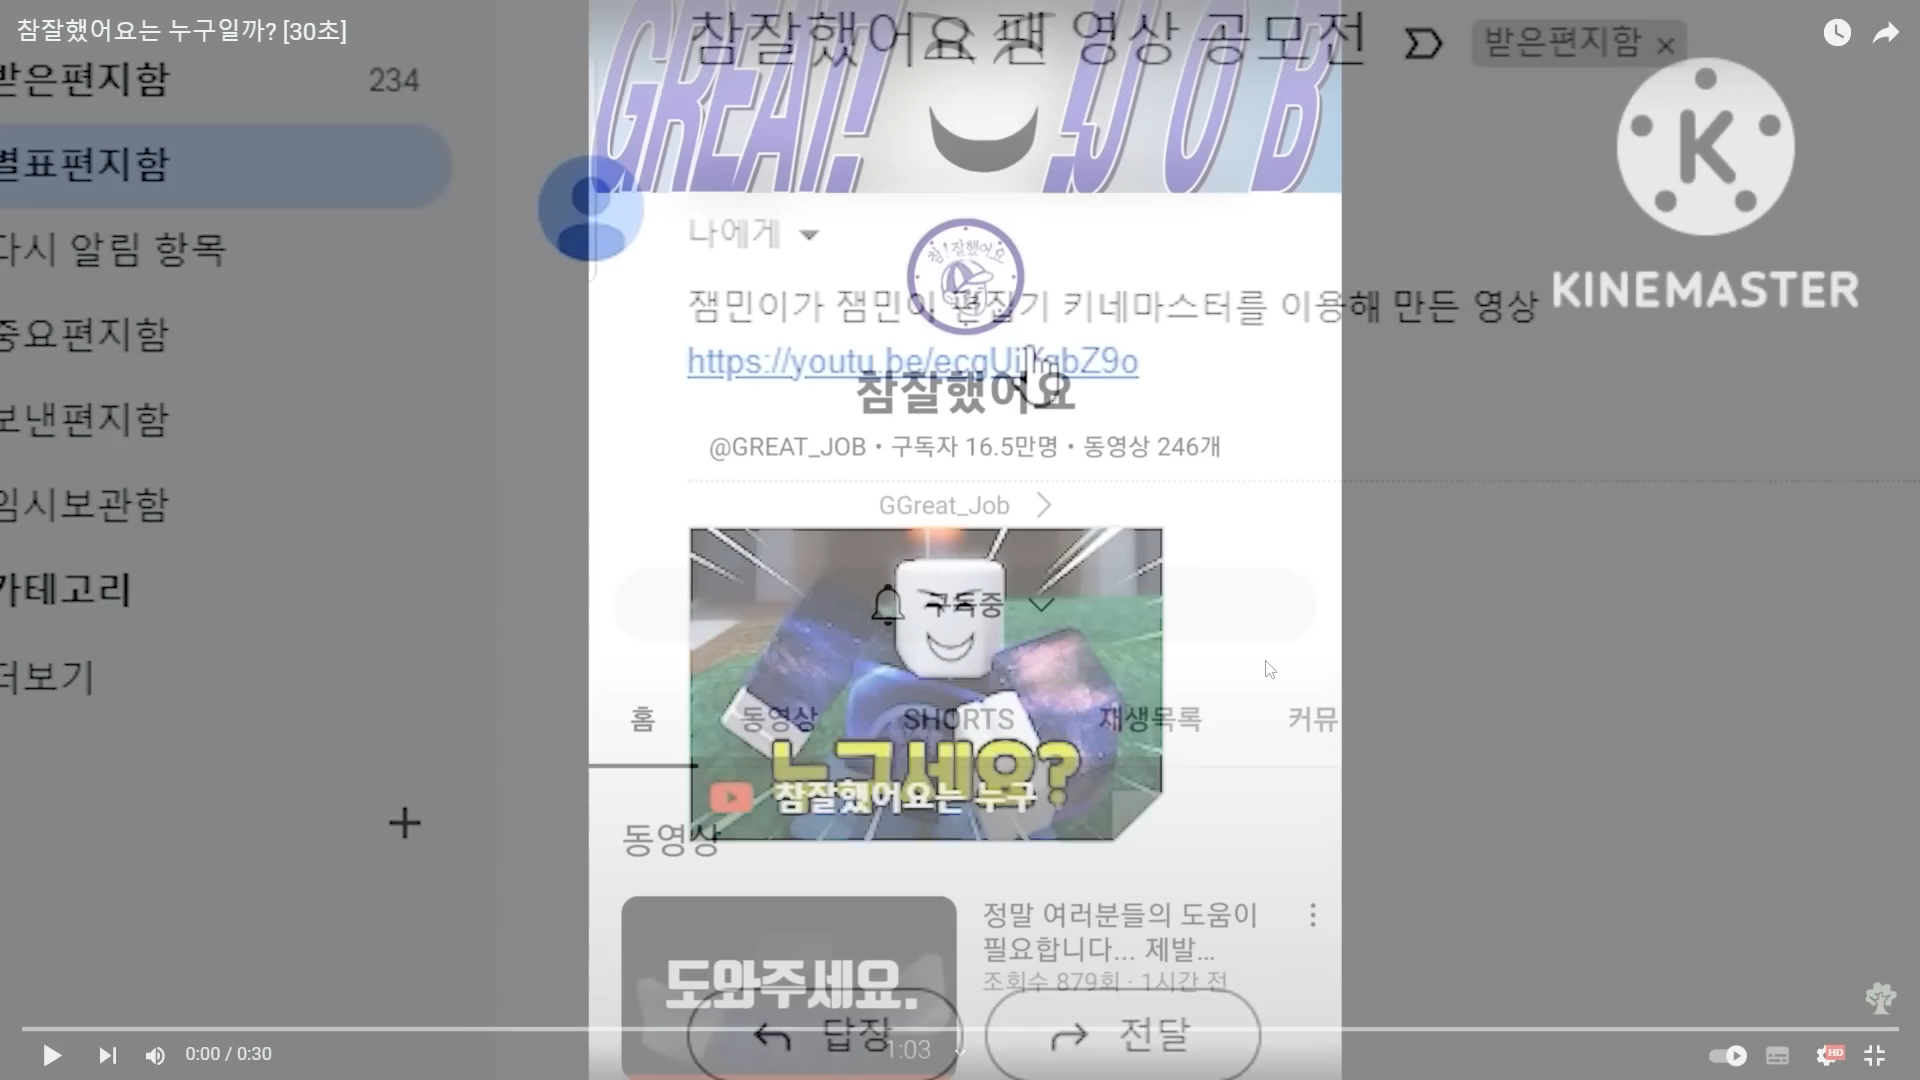 참잘했어요는 누구일까? [30초]
참잘했어요 팬 영상 공모전
받은편지함 ×
받은편지함 234
별표편지함
다시 알림 항목
중요편지함
보낸편지함
임시보관함
카테고리
더보기
GREAT! JOB
K
KINEMASTER
나에게
참! 잘했어요
잼민이가 잼민이 편집기 키네마스터를 이용해 만든 영상
참잘했어요
@GREAT_JOB • 구독자 16.5만명 • 동영상 246개
GGreat_Job
구독중
홈 동영상 SHORTS 재생목록 커뮤
느그세요?
참잘했어요는 누구
동영상
정말 여러분들의 도움이
필요합니다... 제발...
조회수 879회 · 1시간 전
도와주세요.
1:03
답장
전달
0:00 / 0:30
HD